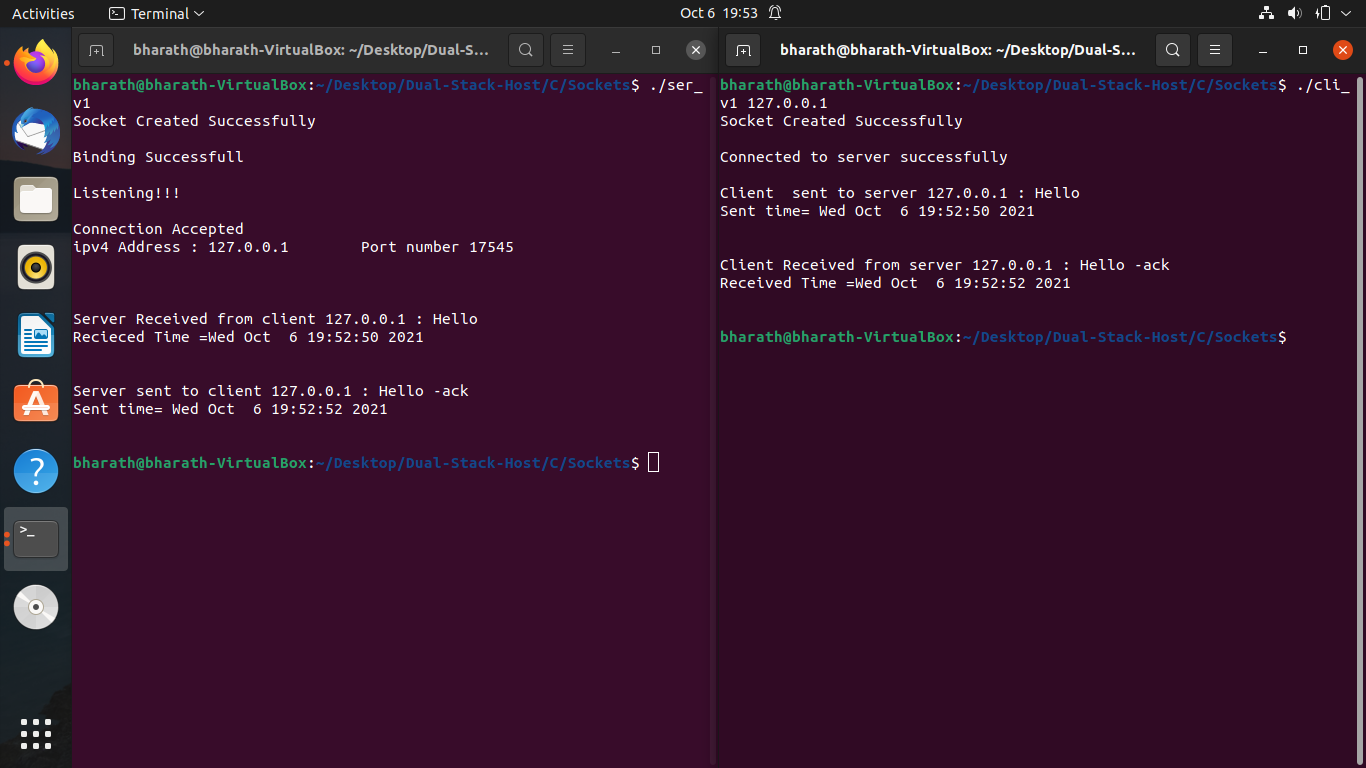 Activities
Terminal
Oct 6 19:53
bharath@bharath-VirtualBox: ~/Desktop/Dual-S...
bharath@bharath-VirtualBox:~/Desktop/Dual-Stack-Host/C/Sockets$ ./ser_
v1
Socket Created Successfully
Binding Successfull
Listening!!!
Connection Accepted
ipv4 Address : 127.0.0.1        Port number 17545
Server Received from client 127.0.0.1 : Hello
Recieced Time =Wed Oct  6 19:52:50 2021
Server sent to client 127.0.0.1 : Hello -ack
Sent time= Wed Oct  6 19:52:52 2021
bharath@bharath-VirtualBox:~/Desktop/Dual-Stack-Host/C/Sockets$
bharath@bharath-VirtualBox: ~/Desktop/Dual-S...
bharath@bharath-VirtualBox:~/Desktop/Dual-Stack-Host/C/Sockets$ ./cli_
v1 127.0.0.1
Socket Created Successfully
Connected to server successfully
Client  sent to server 127.0.0.1 : Hello
Sent time= Wed Oct  6 19:52:50 2021
Client Received from server 127.0.0.1 : Hello -ack
Received Time =Wed Oct  6 19:52:52 2021
bharath@bharath-VirtualBox:~/Desktop/Dual-Stack-Host/C/Sockets$